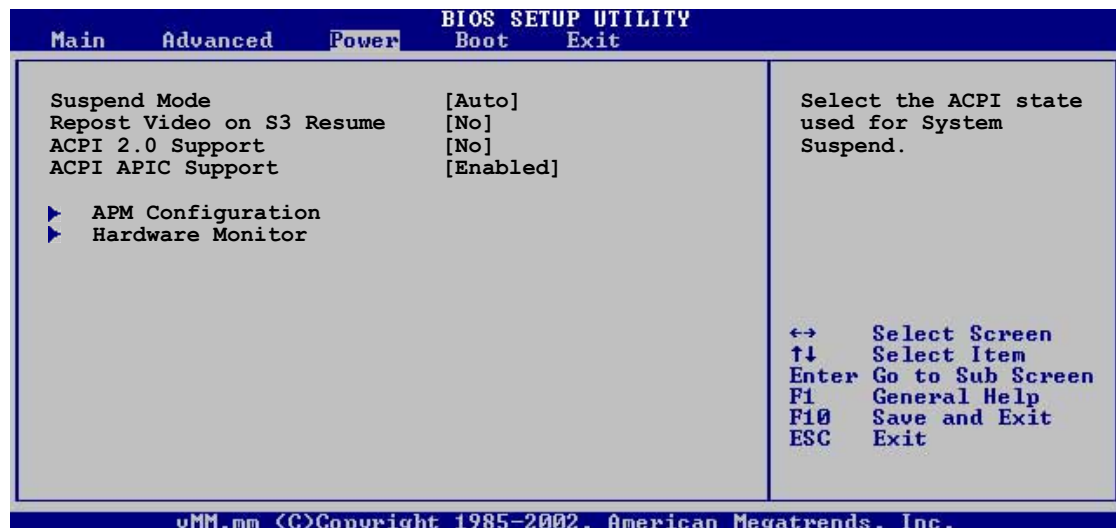 BIOS SETUP UTILITY
Main Advanced Power Boot Exit
Suspend Mode [Auto]
Repost Video on S3 Resume [No]
ACPI 2.0 Support [No]
ACPI APIC Support [Enabled]
APM Configuration
Hardware Monitor
Select the ACPI state
used for System
Suspend.
←→ Select Screen
↑↓ Select Item
Enter Go to Sub Screen
F1 General Help
F10 Save and Exit
ESC Exit
vMM.mm (C)Copyright 1985-2002, American Megatrends, Inc.